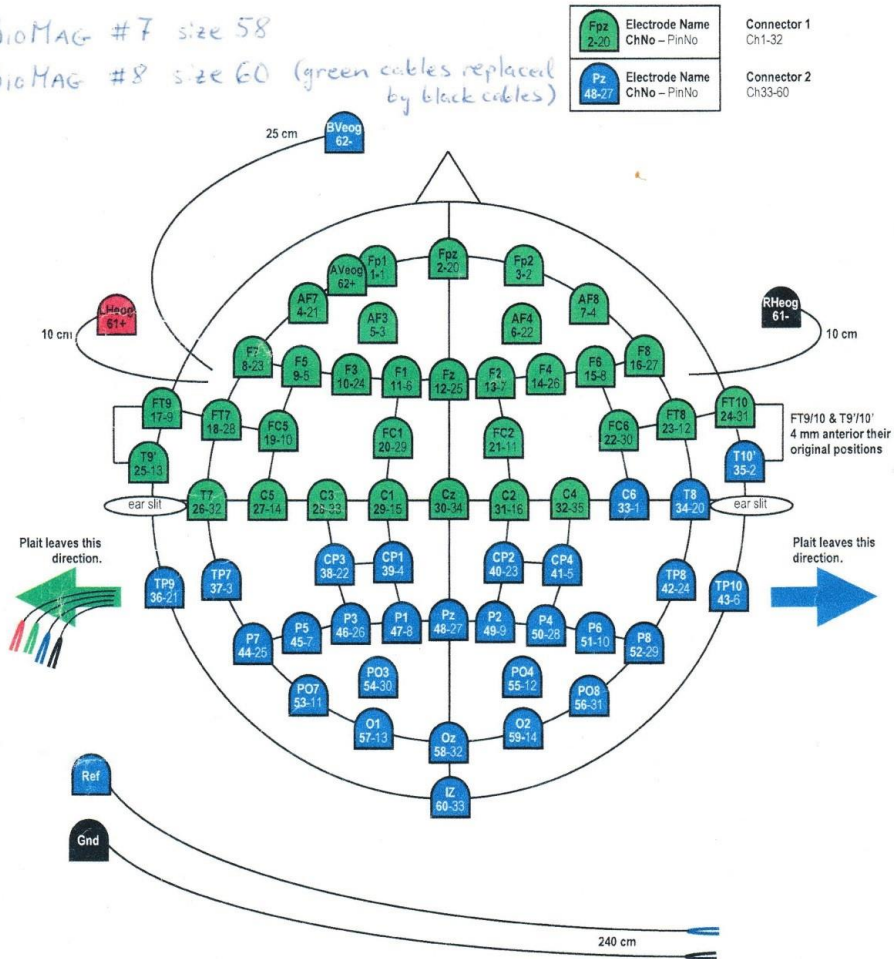 #7 size 58
#8 size 60 (green cables replaced
by black cables)
Fpz
2-20
Electrode Name
ChNo – PinNo
Connector 1
Ch1-32
Pz
48-27
Electrode Name
ChNo – PinNo
Connector 2
Ch33-60
25 cm
BVeog
62-
AVeog
62+
Fp1
1-1
Fpz
2-20
Fp2
3-2
AF7
4-21
AF3
5-3
AF4
6-22
AF8
7-4
LHeog
61+
10 cm
RHeog
61-
10 cm
F7
8-23
F5
9-5
F3
10-24
F1
11-6
Fz
12-25
F2
13-7
F4
14-26
F6
15-8
F8
16-27
FT9
17-9
FT7
18-28
FC5
19-10
FC1
20-29
FC2
21-11
FC6
22-30
FT8
23-12
FT10
24-31
FT9/10 & T9'/10'
4 mm anterior their
original positions
T9'
25-13
T10'
35-2
ear slit
T7
26-32
C5
27-14
C3
28-33
C1
29-15
Cz
30-34
C2
31-16
C4
32-35
C6
33-1
T8
34-20
ear slit
Plait leaves this
direction.
Plait leaves this
direction.
TP9
36-21
TP7
37-3
CP3
38-22
CP1
39-4
CP2
40-23
CP4
41-5
TP8
42-24
TP10
43-6
P7
44-25
P5
45-7
P3
46-26
P1
47-8
Pz
48-27
P2
49-9
P4
50-28
P6
51-10
P8
52-29
PO7
53-11
PO3
54-30
PO4
55-12
PO8
56-31
O1
57-13
Oz
58-32
O2
59-14
IZ
60-33
Ref
Gnd
240 cm